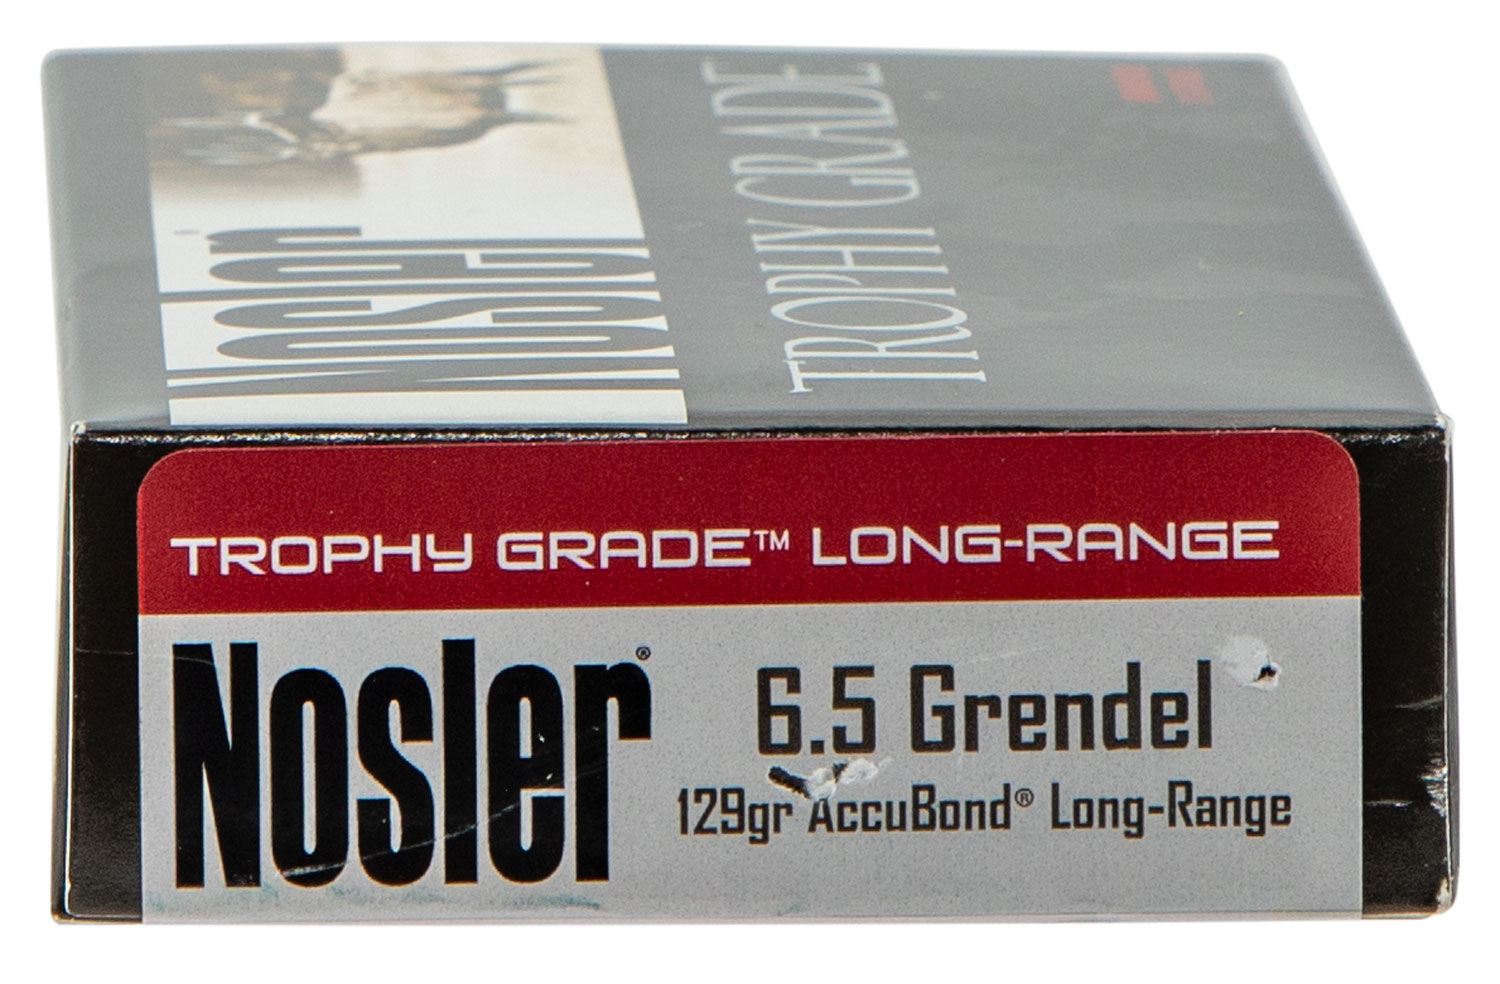 Nosler
TROPHY GRADE
TROPHY GRADE™ LONG-RANGE
Nosler®
6.5 Grendel
129gr AccuBond® Long-Range